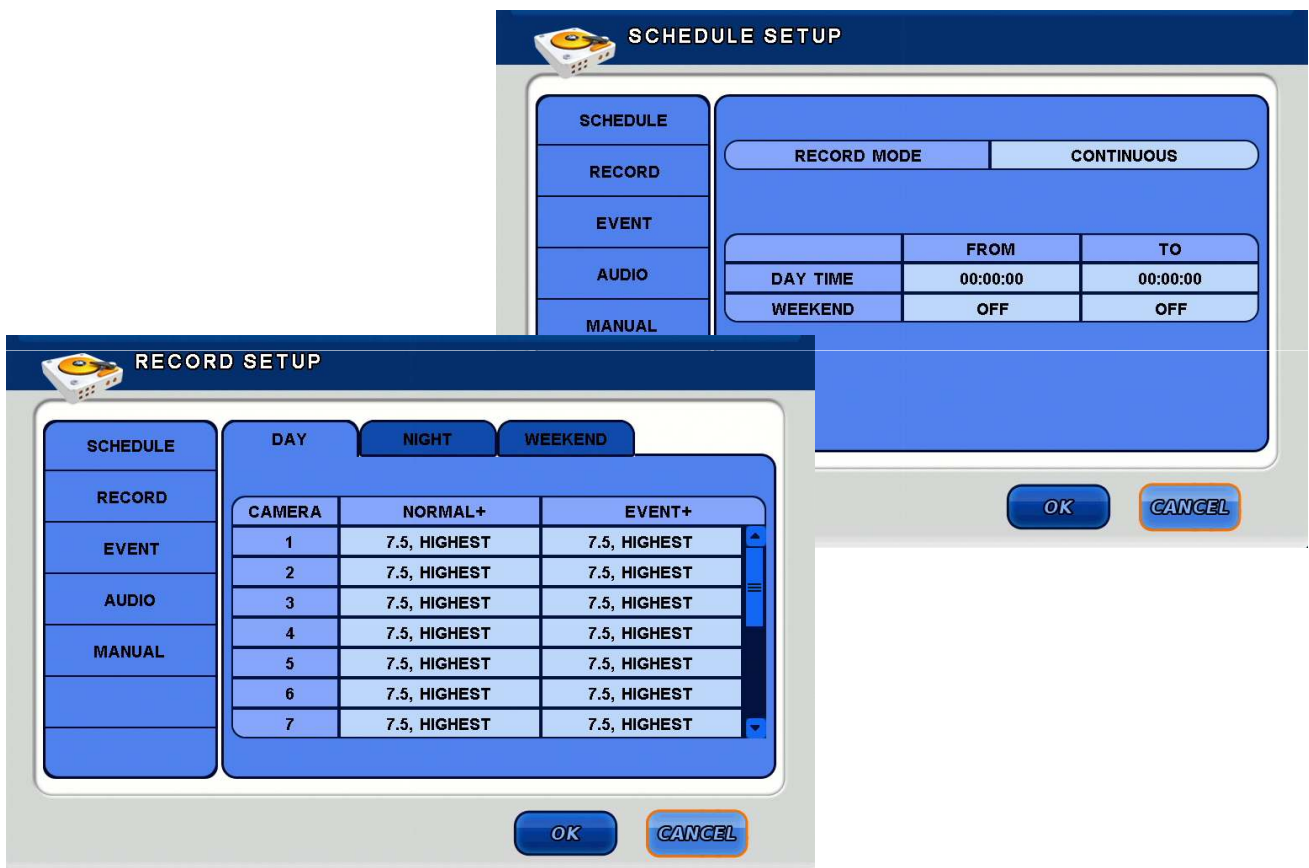 SCHEDULE SETUP
SCHEDULE
RECORD
EVENT
AUDIO
MANUAL
RECORD MODE CONTINUOUS
FROM TO
DAY TIME 00:00:00 00:00:00
WEEKEND OFF OFF
OK CANCEL
RECORD SETUP
SCHEDULE
RECORD
EVENT
AUDIO
MANUAL
DAY NIGHT WEEKEND
CAMERA NORMAL+ EVENT+
1 7.5, HIGHEST 7.5, HIGHEST
2 7.5, HIGHEST 7.5, HIGHEST
3 7.5, HIGHEST 7.5, HIGHEST
4 7.5, HIGHEST 7.5, HIGHEST
5 7.5, HIGHEST 7.5, HIGHEST
6 7.5, HIGHEST 7.5, HIGHEST
7 7.5, HIGHEST 7.5, HIGHEST
OK CANCEL